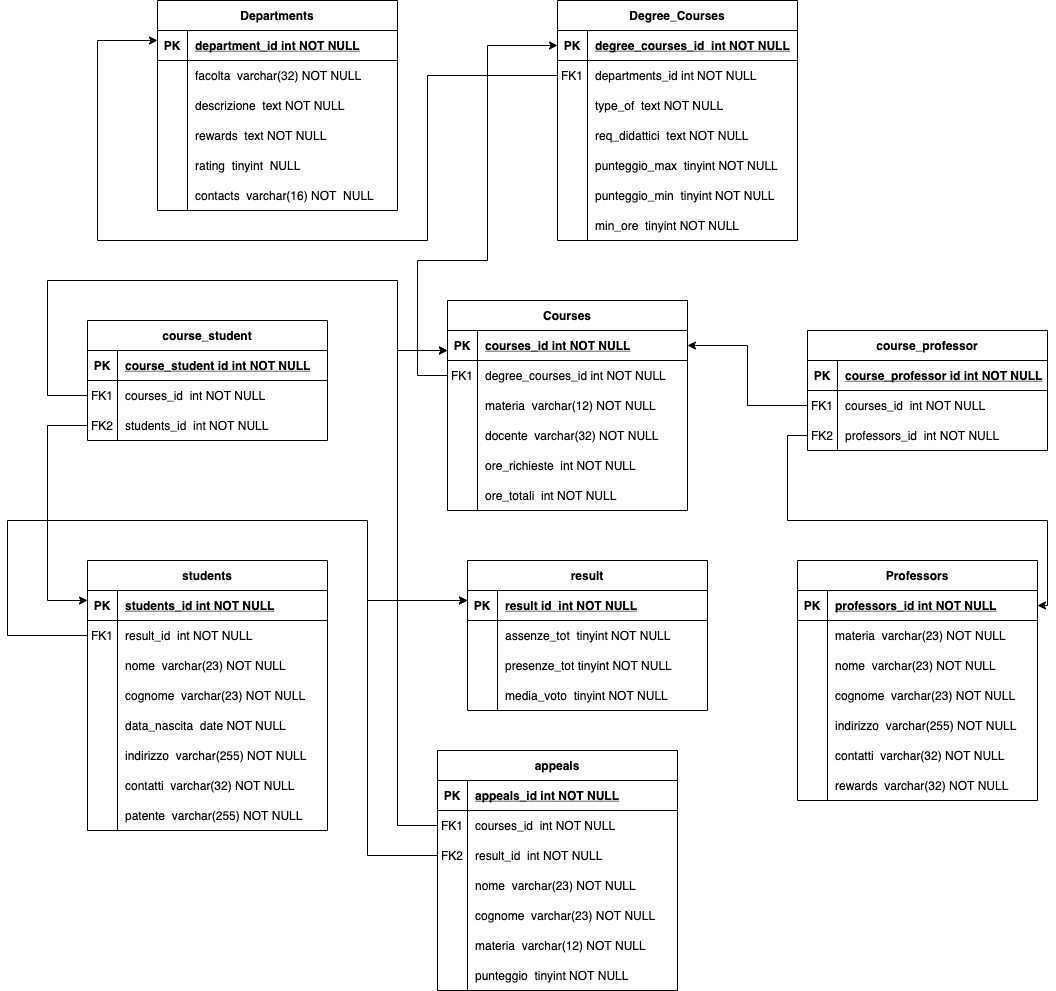 Departments
PK department_id int NOT NULL
facolta varchar(32) NOT NULL
descrizione text NOT NULL
rewards text NOT NULL
rating tinyint NULL
contacts varchar(16) NOT NULL
Degree_Courses
PK degree_courses_id int NOT NULL
FK1 departments_id int NOT NULL
type_of text NOT NULL
req_didattici text NOT NULL
punteggio_max tinyint NOT NULL
punteggio_min tinyint NOT NULL
min_ore tinyint NOT NULL
course_student
PK course_student id int NOT NULL
FK1 courses_id int NOT NULL
FK2 students_id int NOT NULL
Courses
PK courses_id int NOT NULL
FK1 degree_courses_id int NOT NULL
materia varchar(12) NOT NULL
docente varchar(32) NOT NULL
ore_richieste int NOT NULL
ore_totali int NOT NULL
course_professor
PK course_professor id int NOT NULL
FK1 courses_id int NOT NULL
FK2 professors_id int NOT NULL
students
PK students_id int NOT NULL
FK1 result_id int NOT NULL
nome varchar(23) NOT NULL
cognome varchar(23) NOT NULL
data_nascita date NOT NULL
indirizzo varchar(255) NOT NULL
contatti varchar(32) NOT NULL
patente varchar(255) NOT NULL
result
PK result id int NOT NULL
assenze_tot tinyint NOT NULL
presenze_tot tinyint NOT NULL
media_voto tinyint NOT NULL
Professors
PK professors_id int NOT NULL
materia varchar(23) NOT NULL
nome varchar(23) NOT NULL
cognome varchar(23) NOT NULL
indirizzo varchar(255) NOT NULL
contatti varchar(32) NOT NULL
rewards varchar(32) NOT NULL
appeals
PK appeals_id int NOT NULL
FK1 courses_id int NOT NULL
FK2 result_id int NOT NULL
nome varchar(23) NOT NULL
cognome varchar(23) NOT NULL
materia varchar(12) NOT NULL
punteggio tinyint NOT NULL